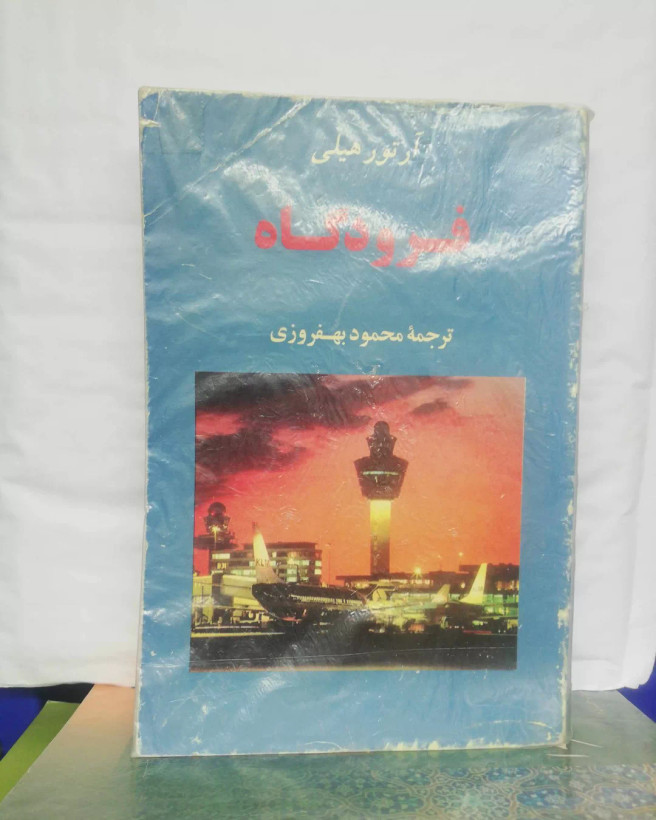 آرتور هیلی
فرودگاه
ترجمهٔ محمود بهفروزی